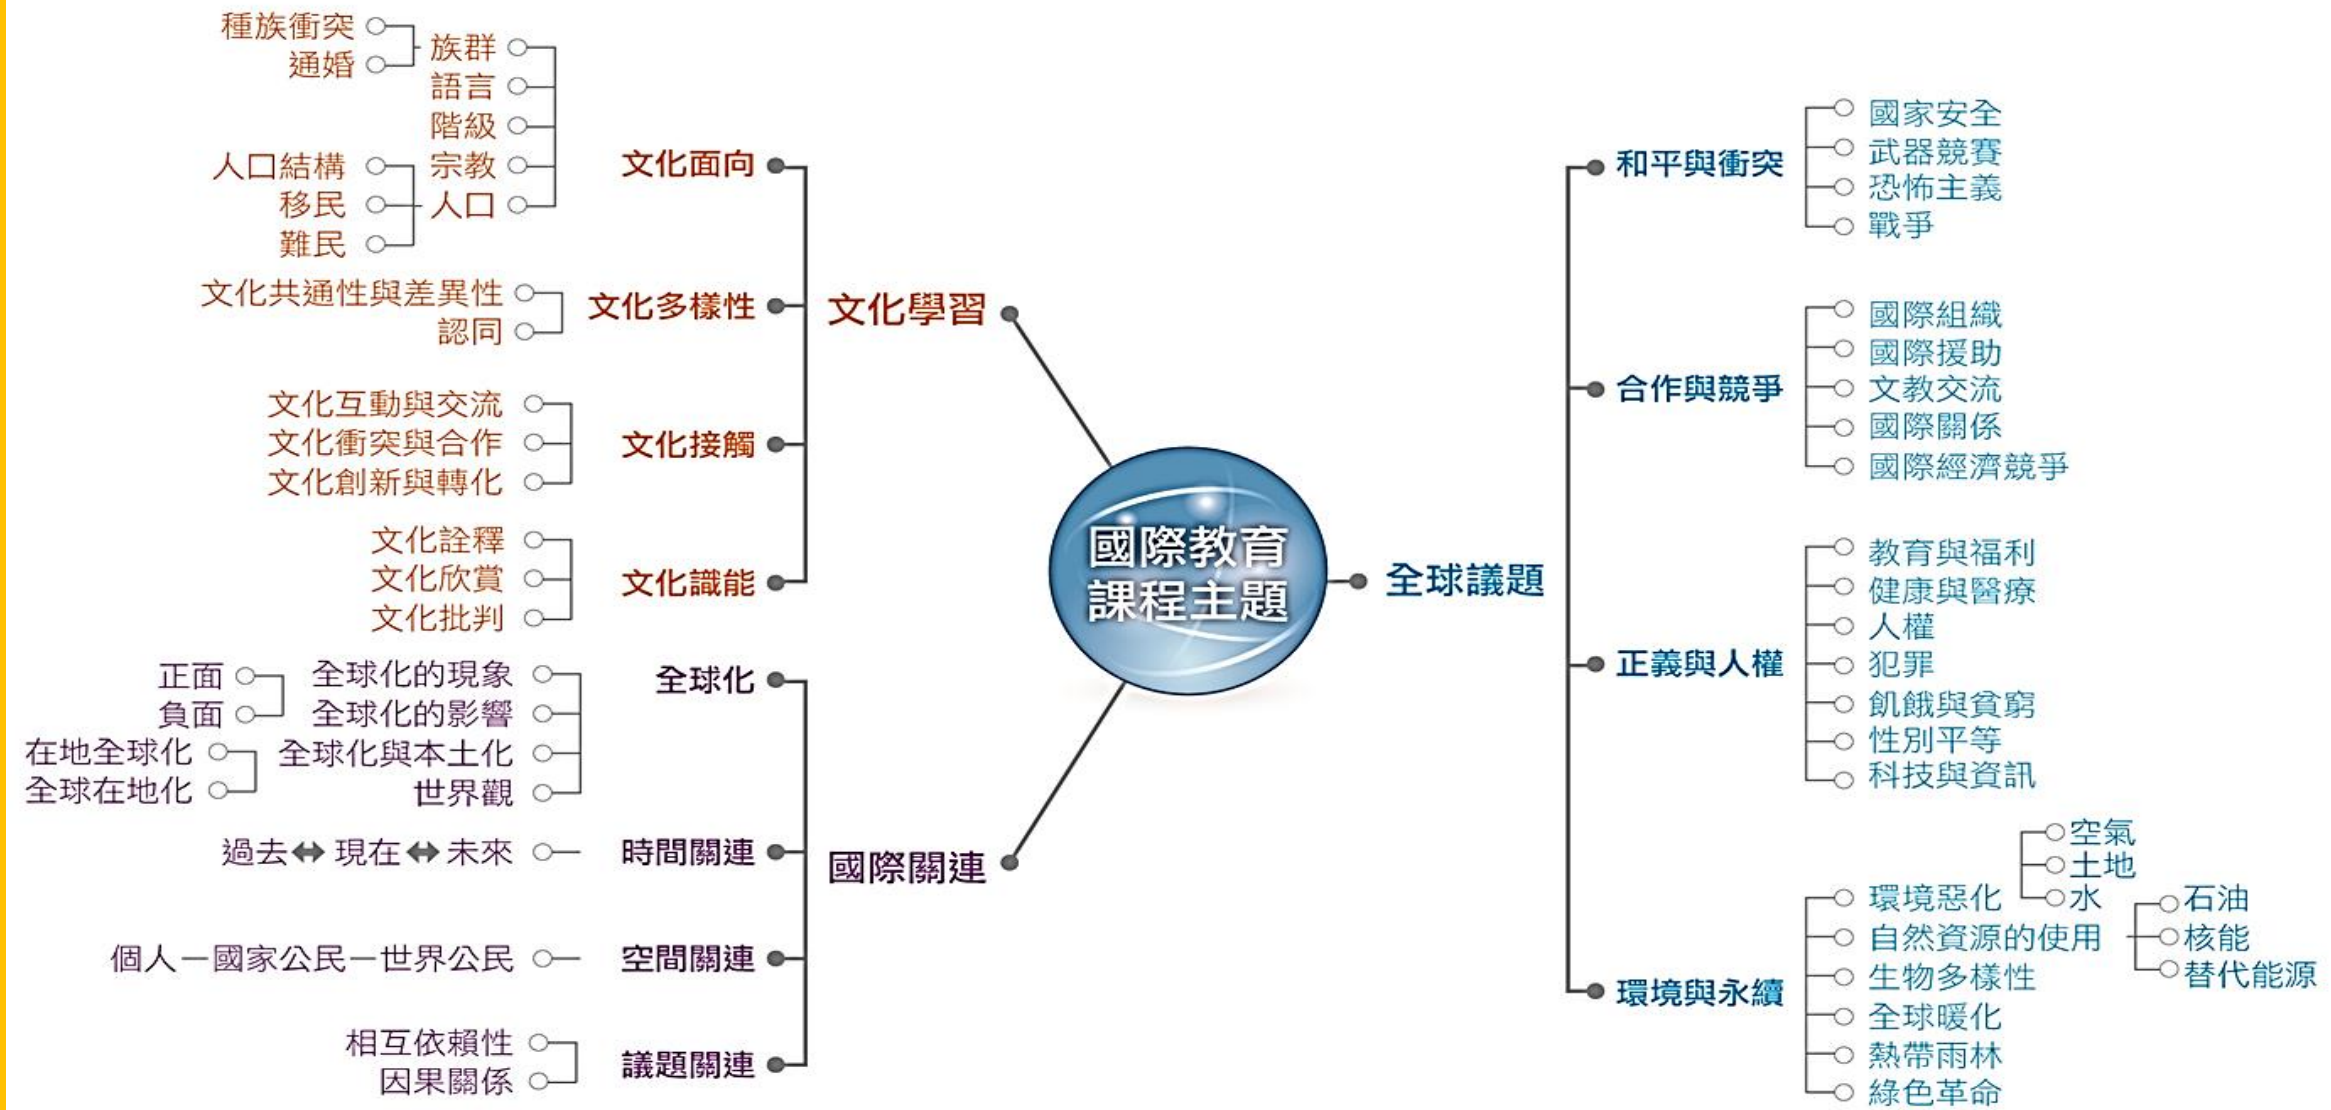 國際教育
課程主題
文化學習
文化面向
族群
種族衝突
通婚
語言
階級
宗教
人口
人口結構
移民
難民
文化多樣性
文化共通性與差異性
認同
文化接觸
文化互動與交流
文化衝突與合作
文化創新與轉化
文化識能
文化詮釋
文化欣賞
文化批判
國際關連
全球化
全球化的現象
全球化的影響
正面
負面
全球化與本土化
在地全球化
全球在地化
世界觀
時間關連
過去⇔現在⇔未來
空間關連
個人－國家公民－世界公民
議題關連
相互依賴性
因果關係
全球議題
和平與衝突
國家安全
武器競賽
恐怖主義
戰爭
合作與競爭
國際組織
國際援助
文教交流
國際關係
國際經濟競爭
正義與人權
教育與福利
健康與醫療
人權
犯罪
飢餓與貧窮
性別平等
科技與資訊
環境與永續
環境惡化
空氣
土地
水
自然資源的使用
石油
核能
替代能源
生物多樣性
全球暖化
熱帶雨林
綠色革命